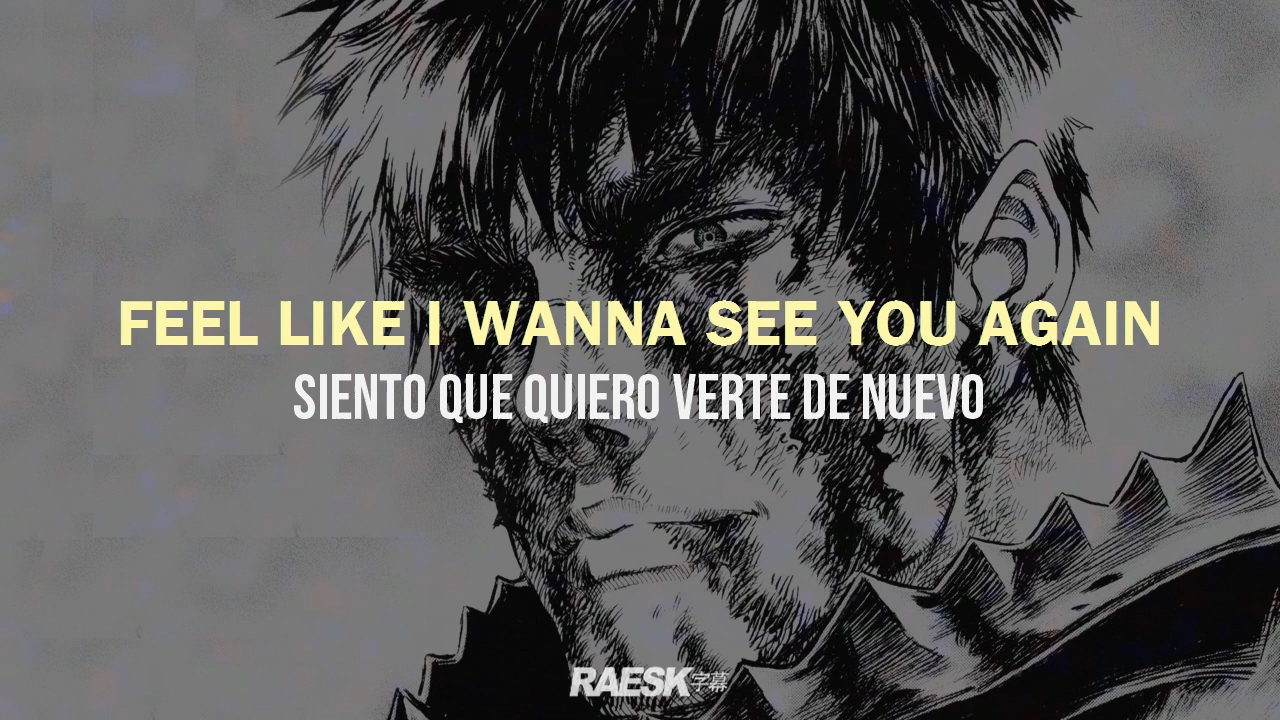 FEEL LIKE I WANNA SEE YOU AGAIN
SIENTO QUE QUIERO VERTE DE NUEVO
RAESK字幕